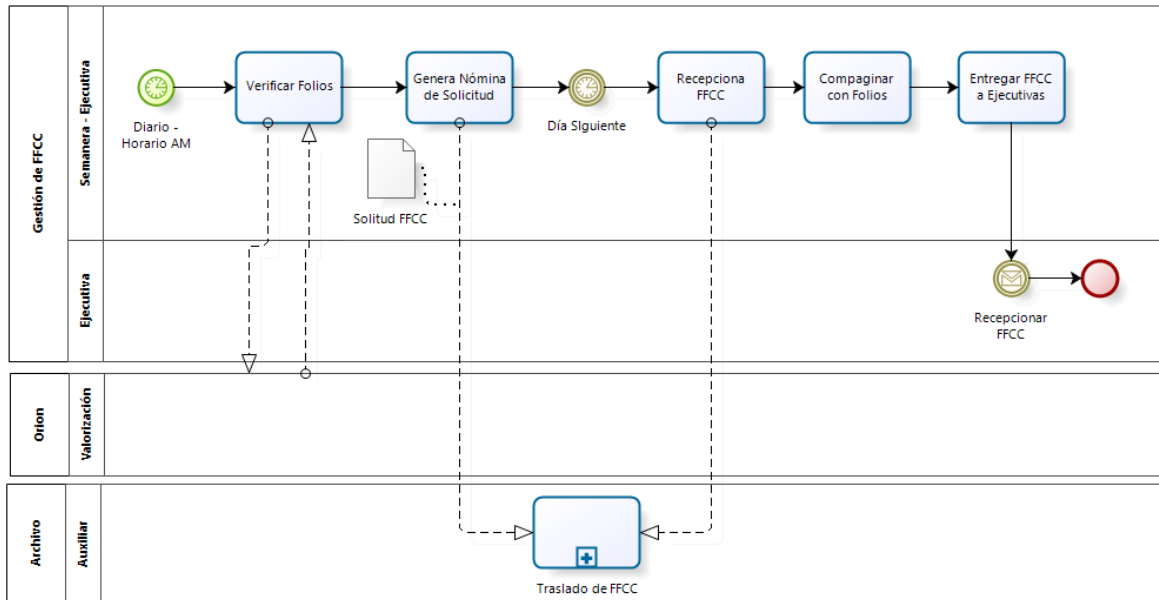 Gestión de FFCC
Semanera - Ejecutiva
Diario -
Horario AM
Verificar Folios
Genera Nómina
de Solicitud
Solitud FFCC
Día SIguiente
Recepciona
FFCC
Compaginar
con Folios
Entregar FFCC
a Ejecutivas
Ejecutiva
Recepcionar
FFCC
Orion
Valorización
Archivo
Auxiliar
Traslado de FFCC